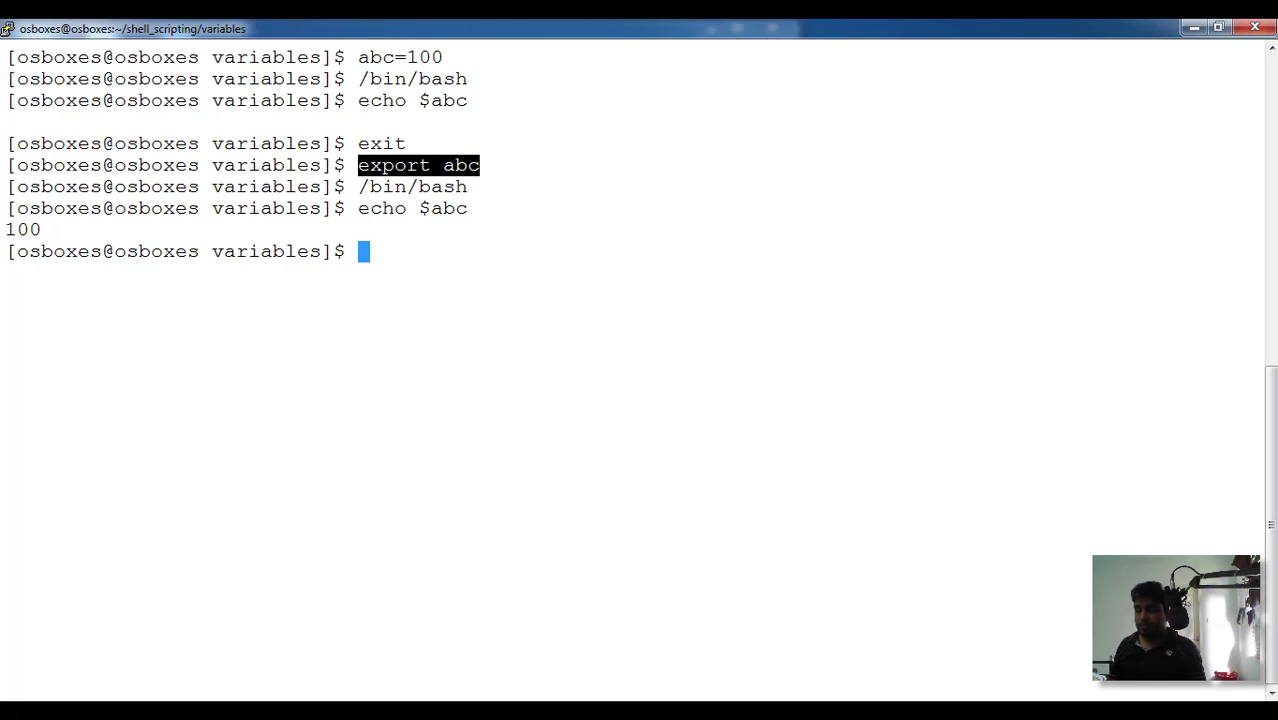 osboxes@osboxes:~/shell_scripting/variables
[osboxes@osboxes variables]$ abc=100
[osboxes@osboxes variables]$ /bin/bash
[osboxes@osboxes variables]$ echo $abc
[osboxes@osboxes variables]$ exit
[osboxes@osboxes variables]$ export abc
[osboxes@osboxes variables]$ /bin/bash
[osboxes@osboxes variables]$ echo $abc
100
[osboxes@osboxes variables]$